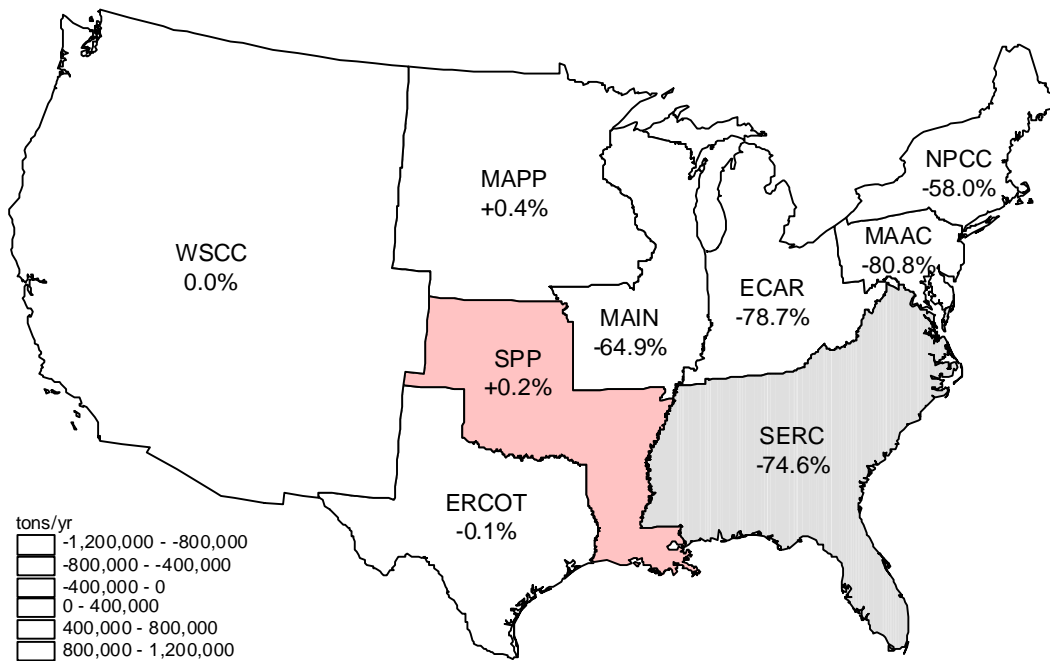 NPCC
-58.0%
MAPP
+0.4%
MAAC
-80.8%
WSCC
0.0%
ECAR
-78.7%
MAIN
-64.9%
SPP
+0.2%
SERC
-74.6%
ERCOT
-0.1%
tons/yr
-1,200,000 - -800,000
-800,000 - -400,000
-400,000 - 0
0 - 400,000
400,000 - 800,000
800,000 - 1,200,000